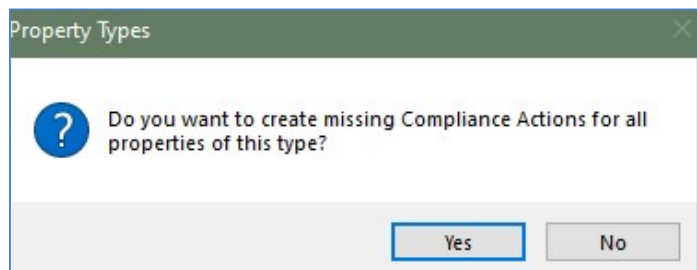 Property Types
Do you want to create missing Compliance Actions for all
properties of this type?
Yes
No